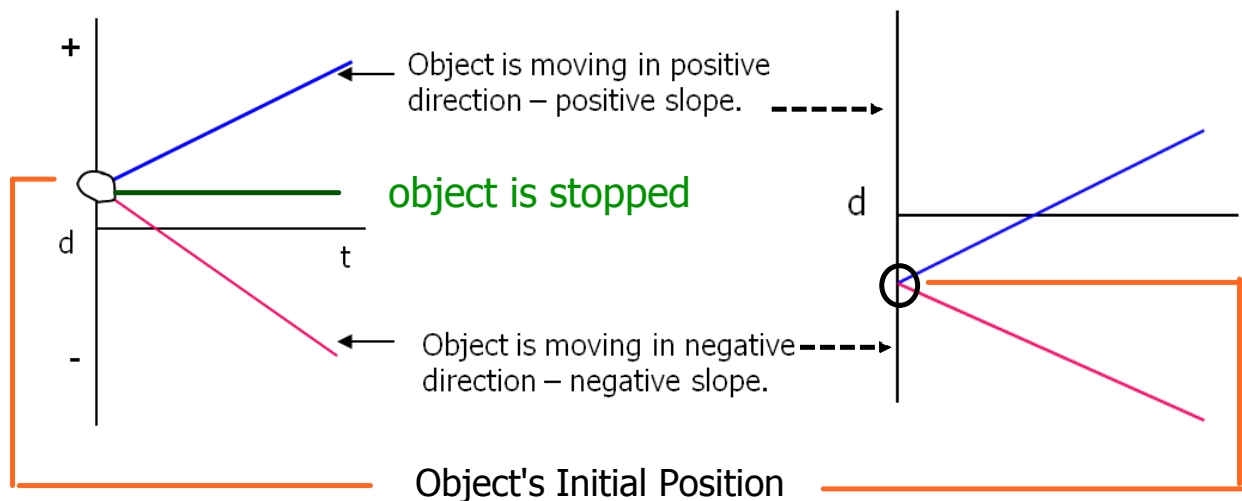 +
Object is moving in positive
direction – positive slope.
object is stopped
d
d
t
-
Object is moving in negative
direction – negative slope.
Object's Initial Position